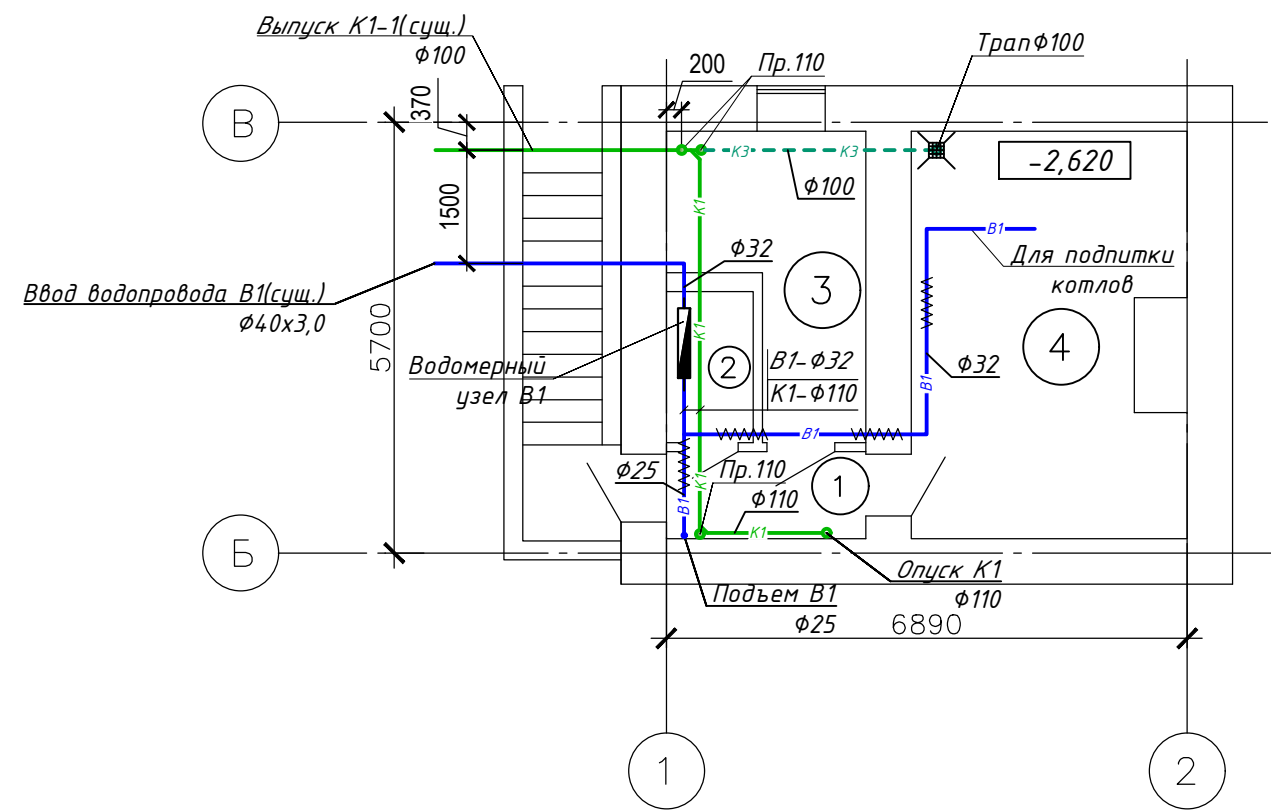 Выпуск К1-1(сущ.)
Ф100
200
Пр.110
ТрапФ100
370
В
К3
К3
Ф100
-2,620
К1
1500
В1
Ф32
Для подпитки
котлов
3
Ввод водопровода В1(сущ.)
Ф40х3,0
5700
К1
4
Водомерный
узел В1
2
В1-Ф32
К1-Ф110
Ф32
В1
В1
Ф25
К1
Пр.110
1
Ф110
В1
К1
Б
Опуск К1
Ф110
Подъем В1
Ф25
6890
1
2